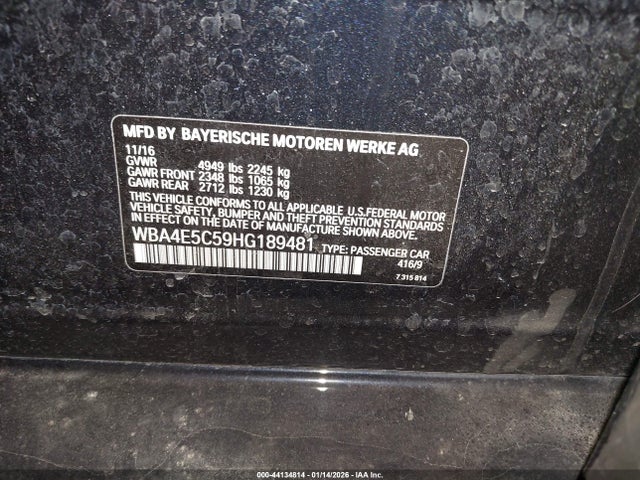 MFD BY BAYERISCHE MOTOREN WERKE AG
11/16
GVWR 4949 lbs 2245 kg
GAWR FRONT 2348 lbs 1065 kg
GAWR REAR 2712 lbs 1230 kg
THIS VEHICLE CONFORMS TO ALL APPLICABLE U.S.FEDERAL MOTOR
VEHICLE SAFETY, BUMPER, AND THEFT PREVENTION STANDARDS
IN EFFECT ON THE DATE OF MANUFACTURE SHOWN ABOVE.
WBA4E5C59HG189481
TYPE: PASSENGER CAR
416/9
7 315 814
000-44134814 - 01/14/2026 - IAA Inc.